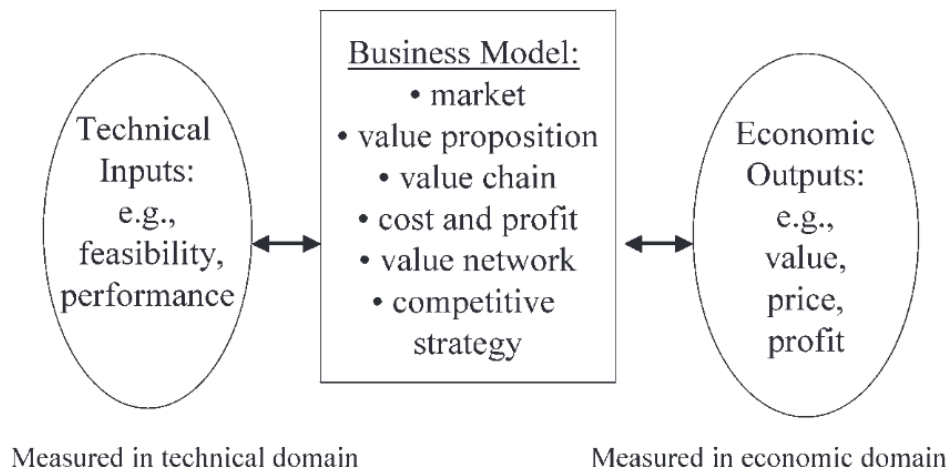 Technical
Inputs:
e.g.,
feasibility,
performance
Business Model:
• market
• value proposition
• value chain
• cost and profit
• value network
• competitive
strategy
Economic
Outputs:
e.g.,
value,
price,
profit
Measured in technical domain
Measured in economic domain